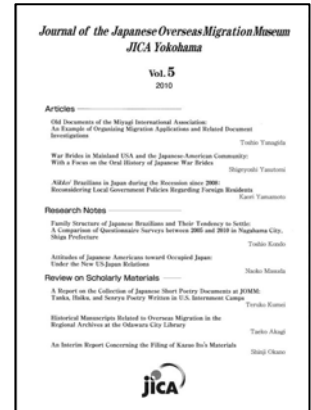 Journal of the Japanese Overseas Migration Museum
JICA Yokohama
Vol. 5
2010
Articles
Old Documents of the Miyagi International Association:
An Example of Organizing Migration Applications and Related Document
Investigations
Toshio Yanagida
War Brides in Mainland USA and the Japanese-American Community:
With a Focus on the Oral History of Japanese War Brides
Shigeyoshi Yasutomi
Nikkei Brazilians in Japan during the Recession since 2008:
Reconsidering Local Government Policies Regarding Foreign Residents
Kaori Yamamoto
Research Notes
Family Structure of Japanese Brazilians and Their Tendency to Settle:
A Comparison of Questionnaire Surveys between 2005 and 2010 in Nagahama City,
Shiga Prefecture
Toshio Kondo
Attitudes of Japanese Americans toward Occupied Japan:
Under the New US-Japan Relations
Naoko Masuda
Review on Scholarly Materials
A Report on the Collection of Japanese Short Poetry Documents at JOMM:
Tanka, Haiku, and Senryu Poetry Written in U.S. Internment Camps
Teruko Kumei
Historical Manuscripts Related to Overseas Migration in the
Regional Archives at the Odawara City Library
Taeko Akagi
An Interim Report Concerning the Filing of Kazuo Ito's Materials
Shinji Okano
jICA